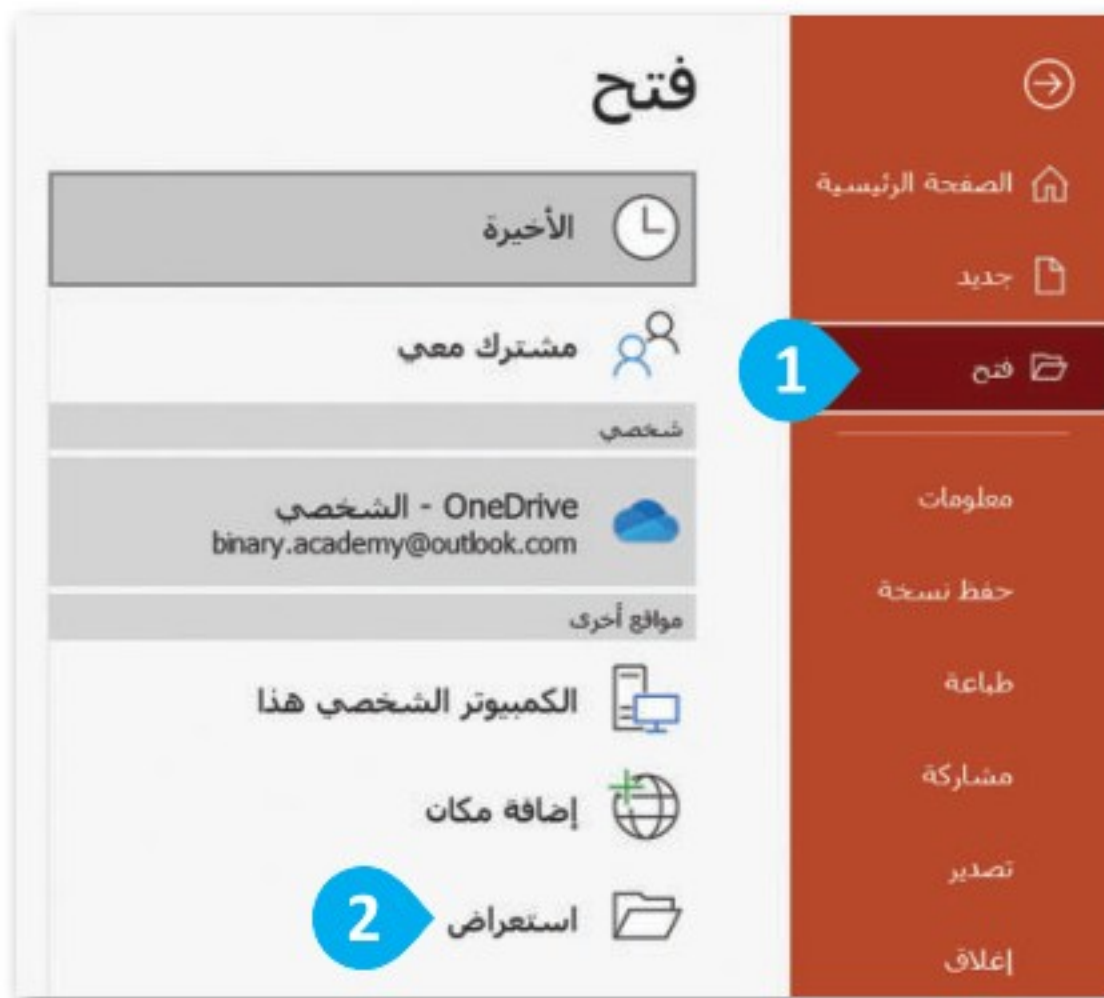 الصفحة الرئيسية
جديد
فتح
1
معلومات
حفظ نسخة
طباعة
مشاركة
تصدير
إغلاق
فتح
الأخيرة
مشترك معي
شخصي
OneDrive - الشخصي
binary.academy@outlook.com
مواقع أخرى
الكمبيوتر الشخصي هذا
إضافة مكان
استعراض
2